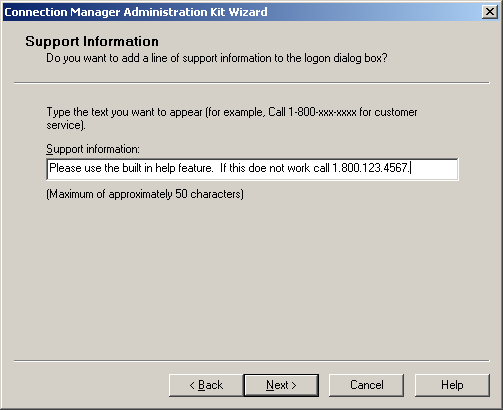 Connection Manager Administration Kit Wizard
Support Information
Do you want to add a line of support information to the logon dialog box?
Type the text you want to appear (for example, Call 1-800-xxx-xxxx for customer
service).
Support information:
Please use the built in help feature.  If this doe not work call 1.800.123.4567.
(Maximum of approximately 50 characters)
< Back
Next >
Cancel
Help